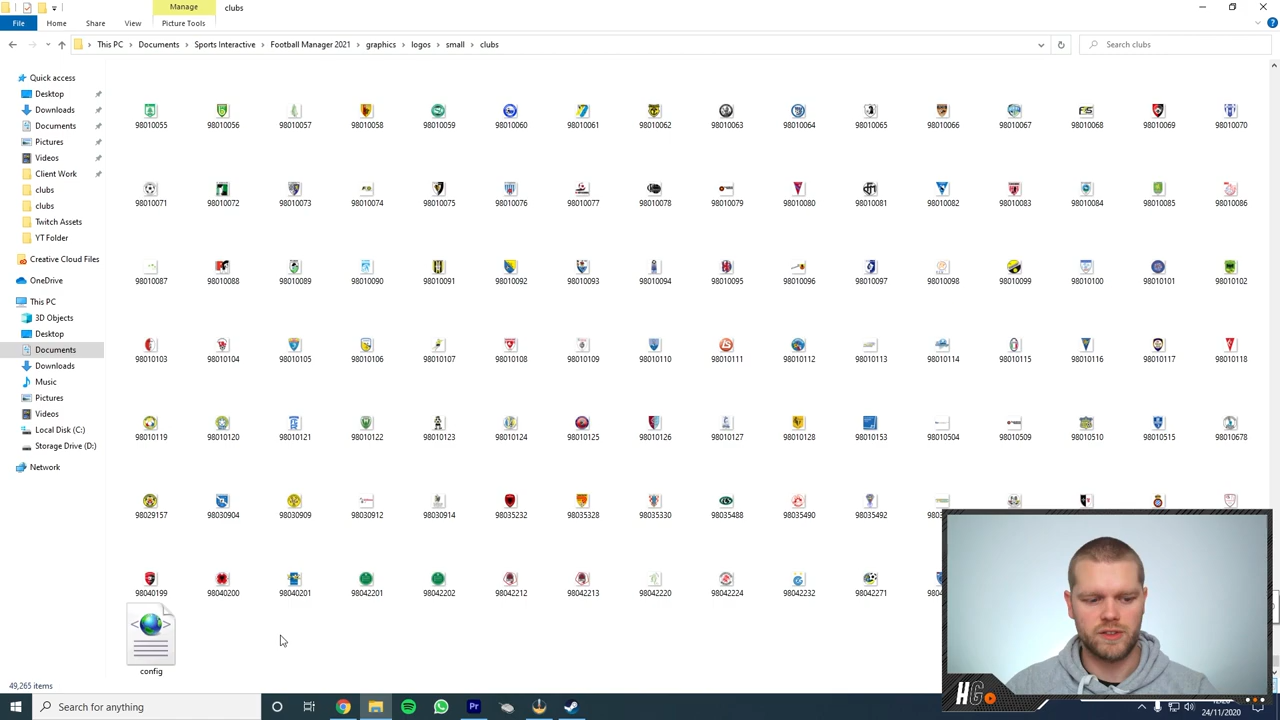 Manage
clubs
File
Home
Share
View
Picture Tools
This PC
Documents
Sports Interactive
Football Manager 2021
graphics
logos
small
clubs
Search clubs
Quick access
Desktop
Downloads
Documents
Pictures
Videos
Client Work
clubs
clubs
Twitch Assets
YT Folder
Creative Cloud Files
OneDrive
This PC
3D Objects
Desktop
Documents
Downloads
Music
Pictures
Videos
Local Disk (C:)
Storage Drive (D:)
Network
98010055 98010056 98010057 98010058 98010059 98010060 98010061 98010062 98010063 98010064 98010065 98010066 98010067 98010068 98010069 98010070
98010071 98010072 98010073 98010074 98010075 98010076 98010077 98010078 98010079 98010080 98010081 98010082 98010083 98010084 98010085 98010086
98010087 98010088 98010089 98010090 98010091 98010092 98010093 98010094 98010095 98010096 98010097 98010098 98010099 98010100 98010101 98010102
98010103 98010104 98010105 98010106 98010107 98010108 98010109 98010110 98010111 98010112 98010113 98010114 98010115 98010116 98010117 98010118
98010119 98010120 98010121 98010122 98010123 98010124 98010125 98010126 98010127 98010128 98010153 98010504 98010509 98010510 98010515 98010678
98029157 98030904 98030909 98030912 98030914 98035232 98035328 98035330 98035488 98035490 98035492
98040199 98040200 98040201 98042201 98042202 98042212 98042213 98042220 98042224 98042232 98042271
config
49,265 items
Search for anything
HG
24/11/2020